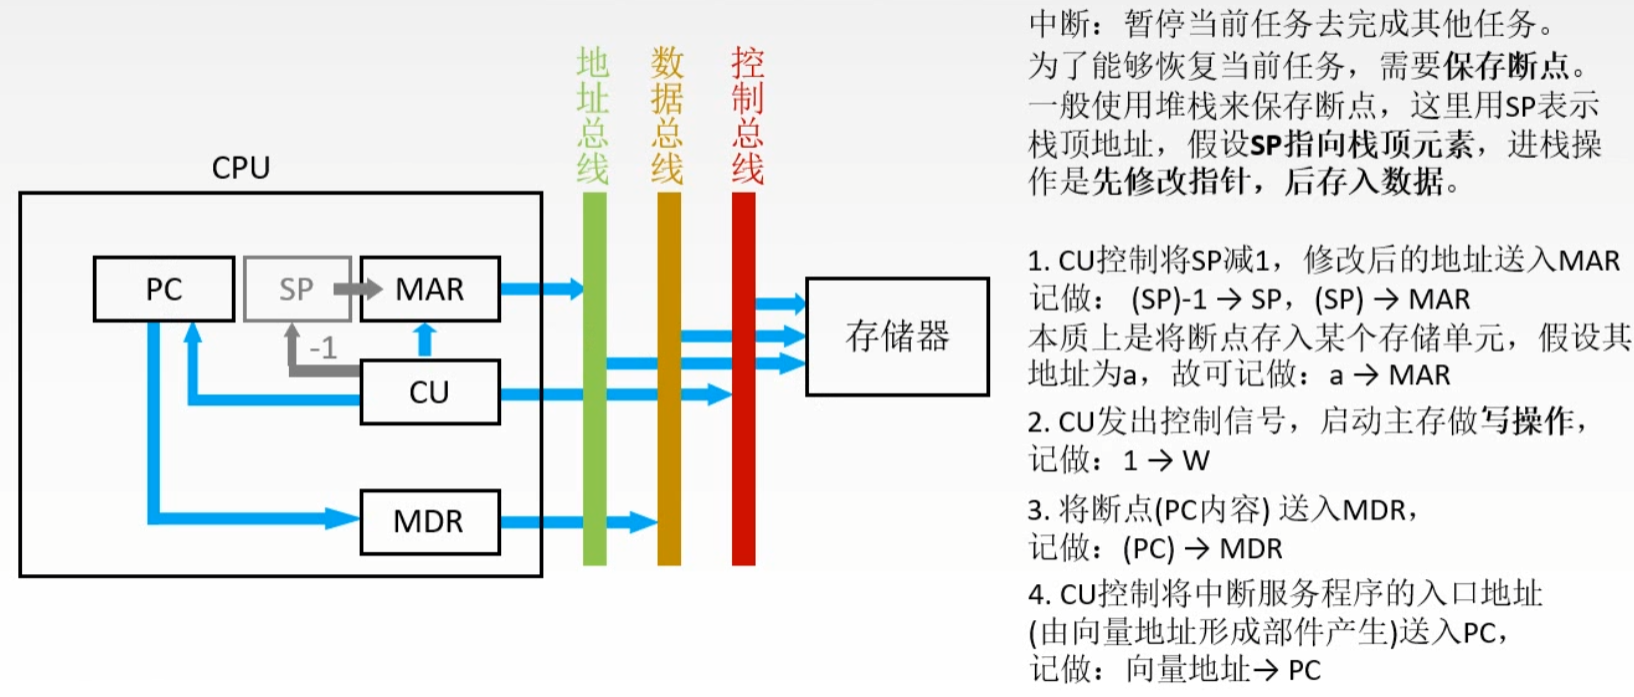 中断：暂停当前任务去完成其他任务。
为了能够恢复当前任务，需要保存断点。
一般使用堆栈来保存断点，这里用SP表示
栈顶地址，假设SP指向栈顶元素，进栈操
作是先修改指针，后存入数据。
地址总线
数据总线
控制总线
CPU
PC
SP
MAR
-1
CU
MDR
存储器
1. CU控制将SP减1，修改后的地址送入MAR
记做： (SP)-1 → SP，(SP) → MAR
本质上是将断点存入某个存储单元，假设其
地址为a，故可记做：a → MAR
2. CU发出控制信号，启动主存做写操作，
记做：1 → W
3. 将断点(PC内容) 送入MDR，
记做：(PC) → MDR
4. CU控制将中断服务程序的入口地址
(由向量地址形成部件产生)送入PC，
记做：向量地址→ PC